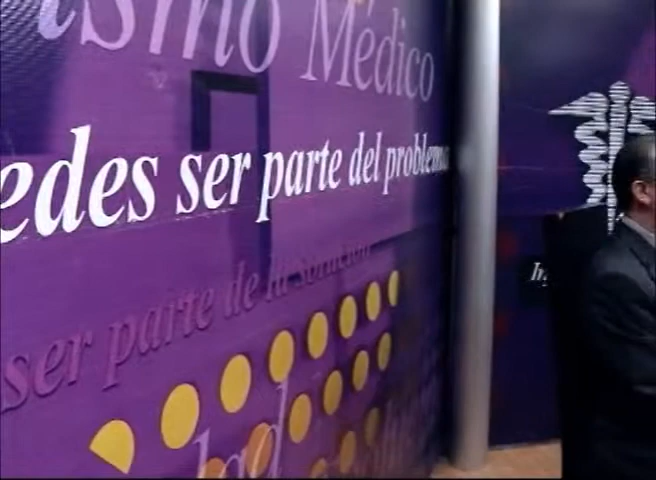 ismo Médico
edes ser parte del problema
ser parte de la solución